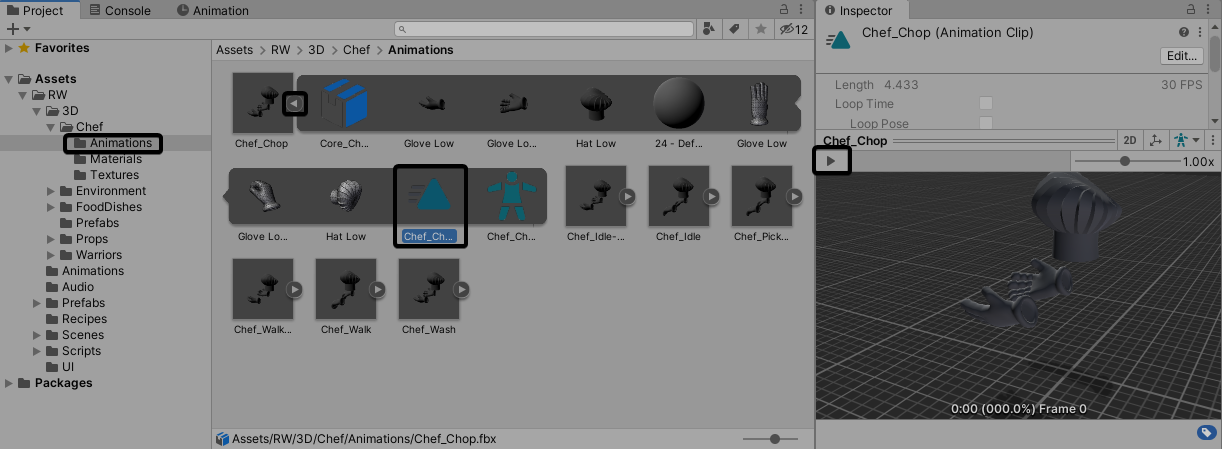 Project
Console
Animation
12
Favorites
Assets
RW
3D
Chef
Animations
Materials
Textures
Environment
FoodDishes
Prefabs
Props
Warriors
Animations
Audio
Prefabs
Recipes
Scenes
Scripts
UI
Packages
Assets > RW > 3D > Chef > Animations
Chef_Chop
Core_Ch...
Glove Low
Glove Lo...
Hat Low
24 - Def...
Glove Low
Glove Lo...
Hat Low
Chef_Ch...
Chef_Ch...
Chef_Idle-...
Chef_Idle
Chef_Pick...
Chef_Walk...
Chef_Walk
Chef_Wash
Assets/RW/3D/Chef/Animations/Chef_Chop.fbx
Inspector
Chef_Chop (Animation Clip)
Edit...
Length 4.433 30 FPS
Loop Time
Loop Pose
Chef_Chop
2D
1.00x
0:00 (000.0%) Frame 0